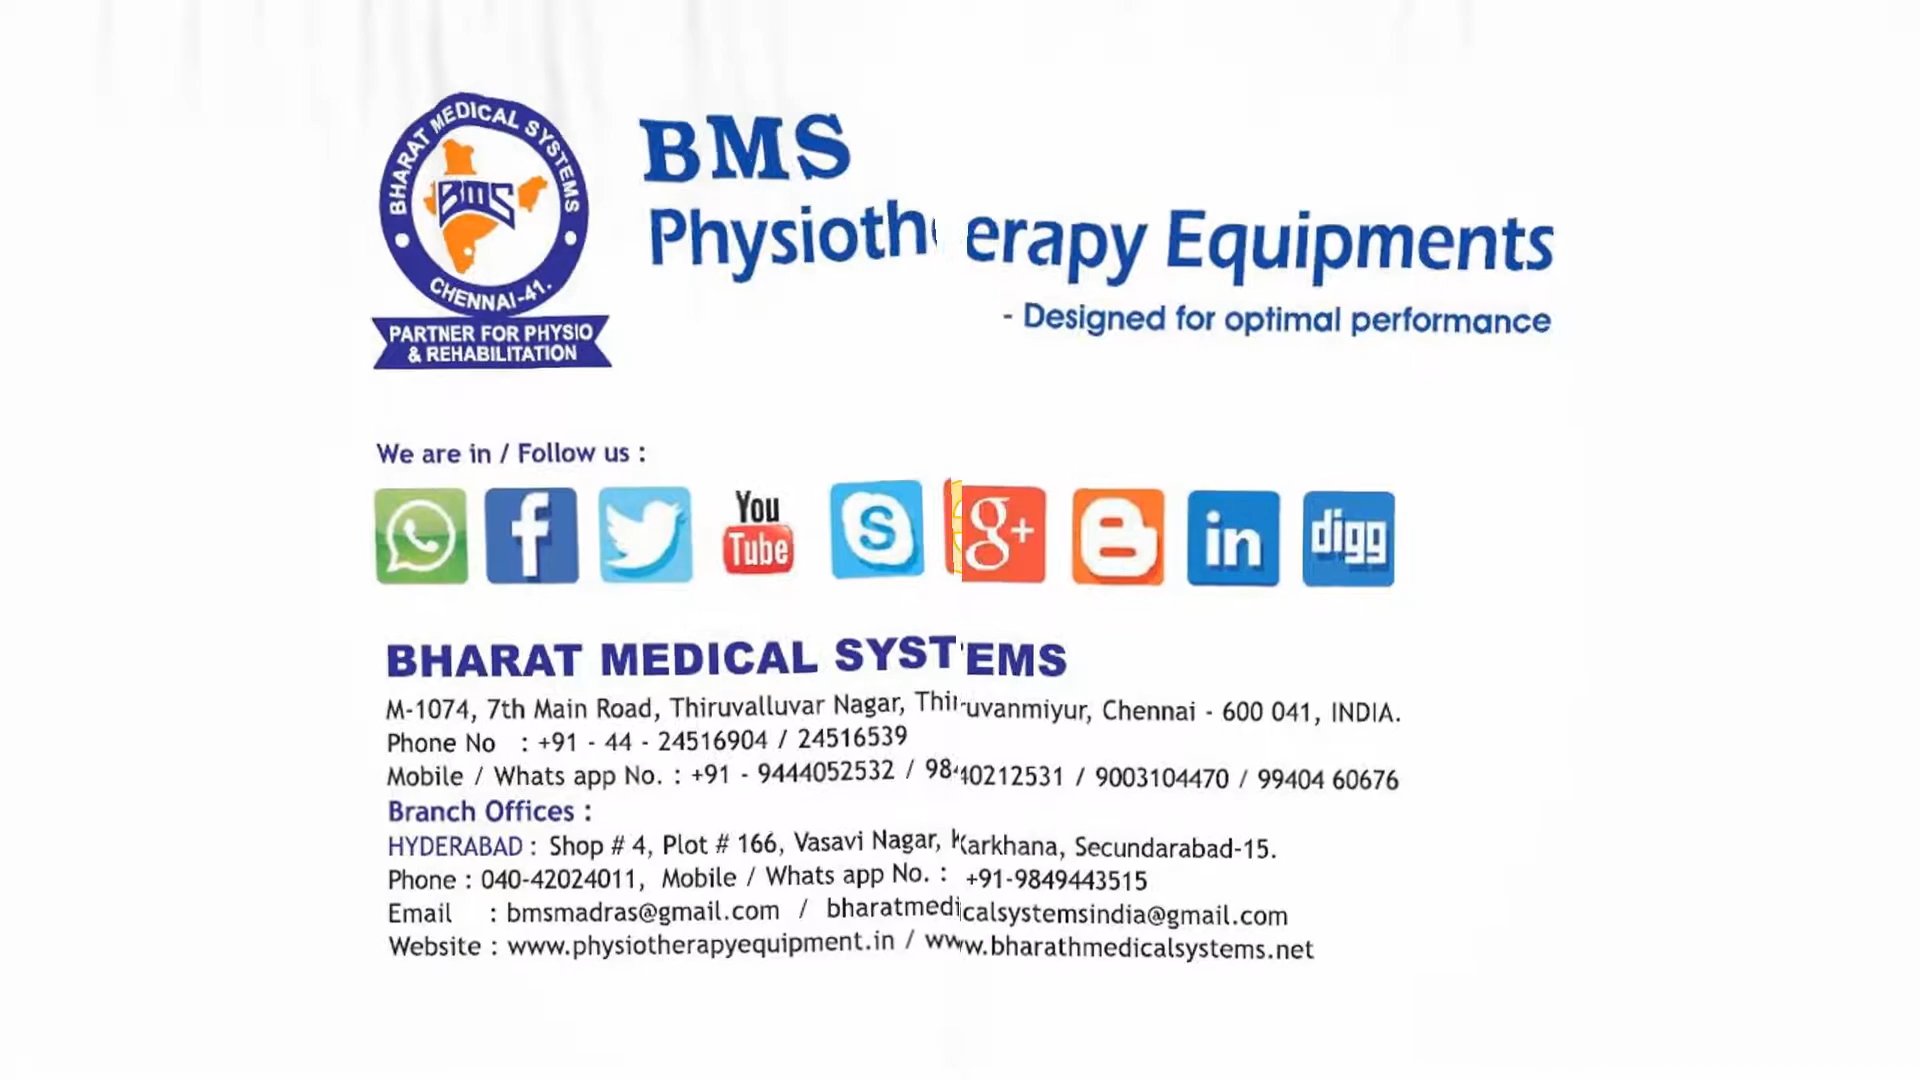 BHARAT MEDICAL SYSTEMS
BMS
CHENNAI-41.
PARTNER FOR PHYSIO
& REHABILITATION
BMS
Physiotherapy Equipments
- Designed for optimal performance
We are in / Follow us :
f
You
Tube
S
g+
B
in
digg
BHARAT MEDICAL SYSTEMS
M-1074, 7th Main Road, Thiruvalluvar Nagar, Thiruvanmiyur, Chennai - 600 041, INDIA.
Phone No : +91 - 44 - 24516904 / 24516539
Mobile / Whats app No. : +91 - 9444052532 / 9840212531 / 9003104470 / 99404 60676
Branch Offices :
HYDERABAD : Shop # 4, Plot # 166, Vasavi Nagar, Karkhana, Secundarabad-15.
Phone : 040-42024011, Mobile / Whats app No. : +91-9849443515
Email : bmsmadras@gmail.com / bharatmedicalsystemsindia@gmail.com
Website : www.physiotherapyequipment.in / www.bharathmedicalsystems.net